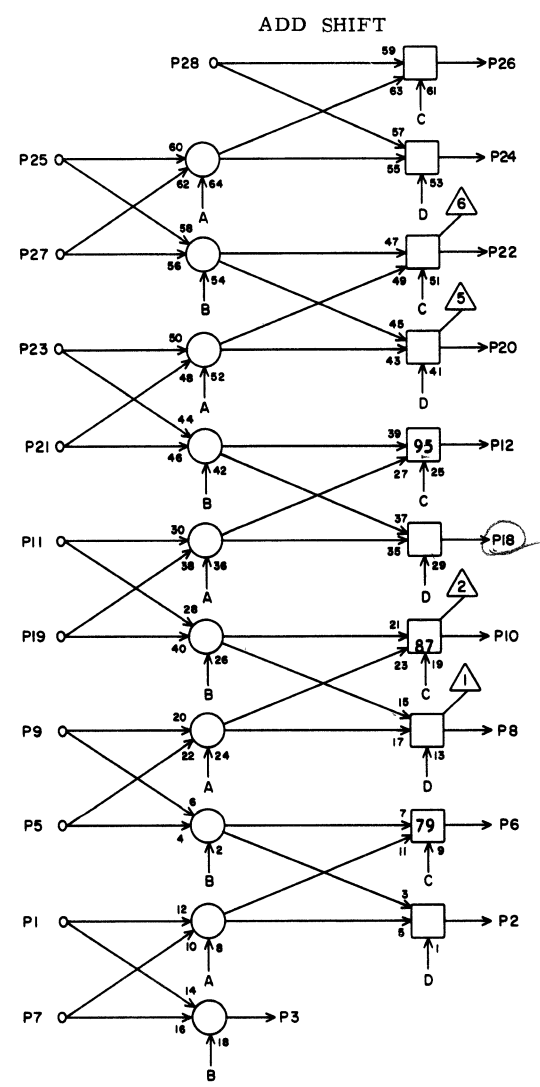 ADD SHIFT
P28 59 P26
63 61
C
57
P25 60 55 P24
62 64 53
A D
6
58
P27 56 47 P22
54 49 51
B C
5
45
P23 50 43 P20
48 52 41
A D
44
P21 46 39 95 P12
42 27 25
B C
37
P11 30 35 P18
38 36 29
A D
2
28
P19 40 21 87 P10
26 23 19
B C
1
15
P9 20 17 P8
22 24 13
A D
6
P5 4 7 79 P6
2 11 9
B C
3
P1 12 5 P2
10 8 1
A D
14
P7 16 P3
18
B